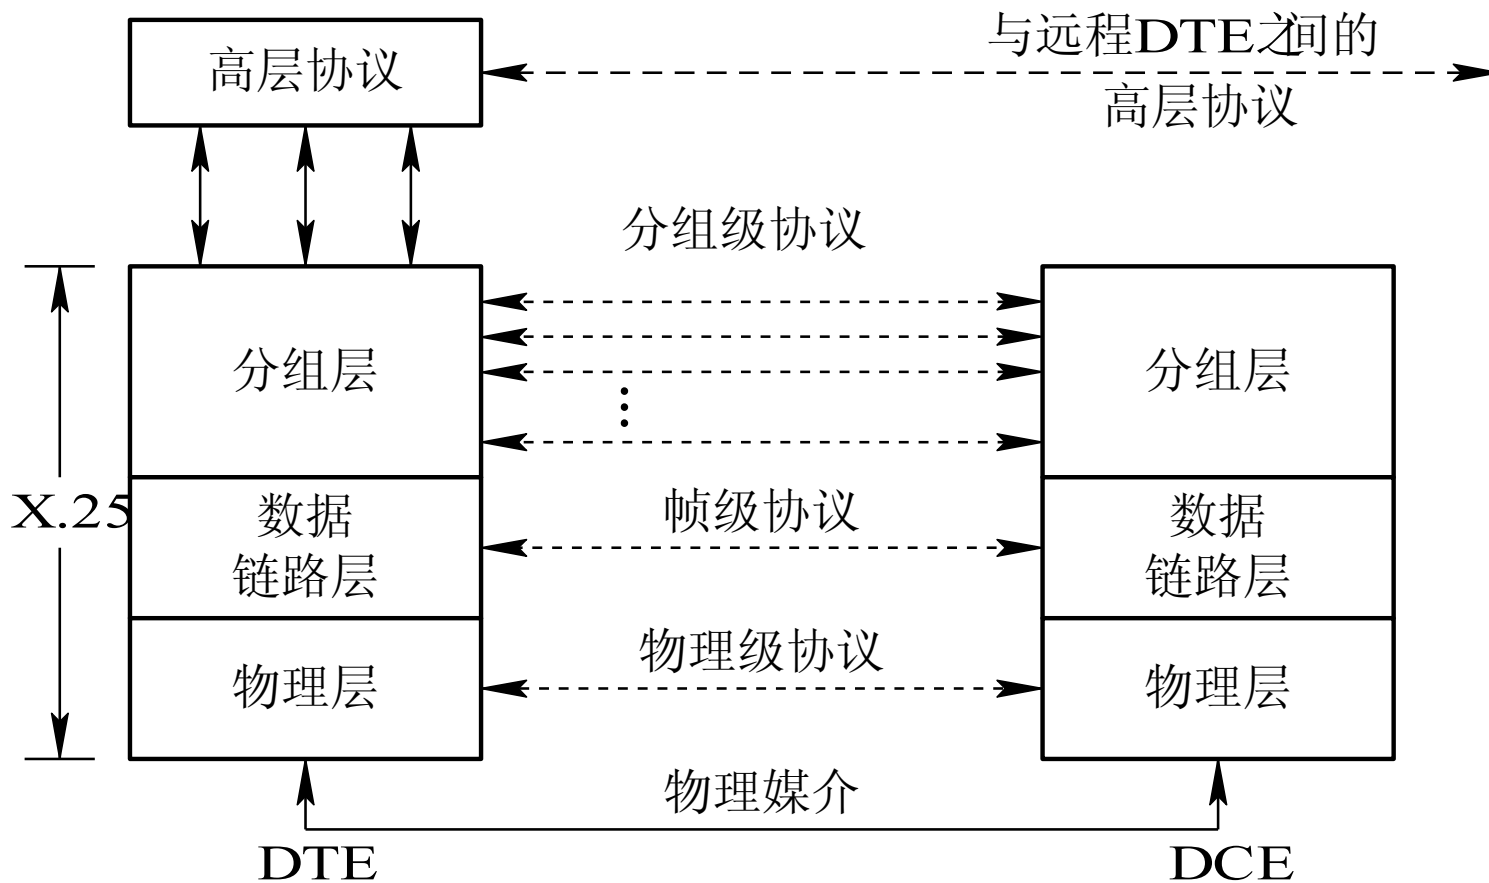 高层协议
与远程DTE之间的
高层协议
分组级协议
分组层
分组层
X.25
数据
链路层
帧级协议
数据
链路层
物理级协议
物理层
物理层
物理媒介
DTE
DCE